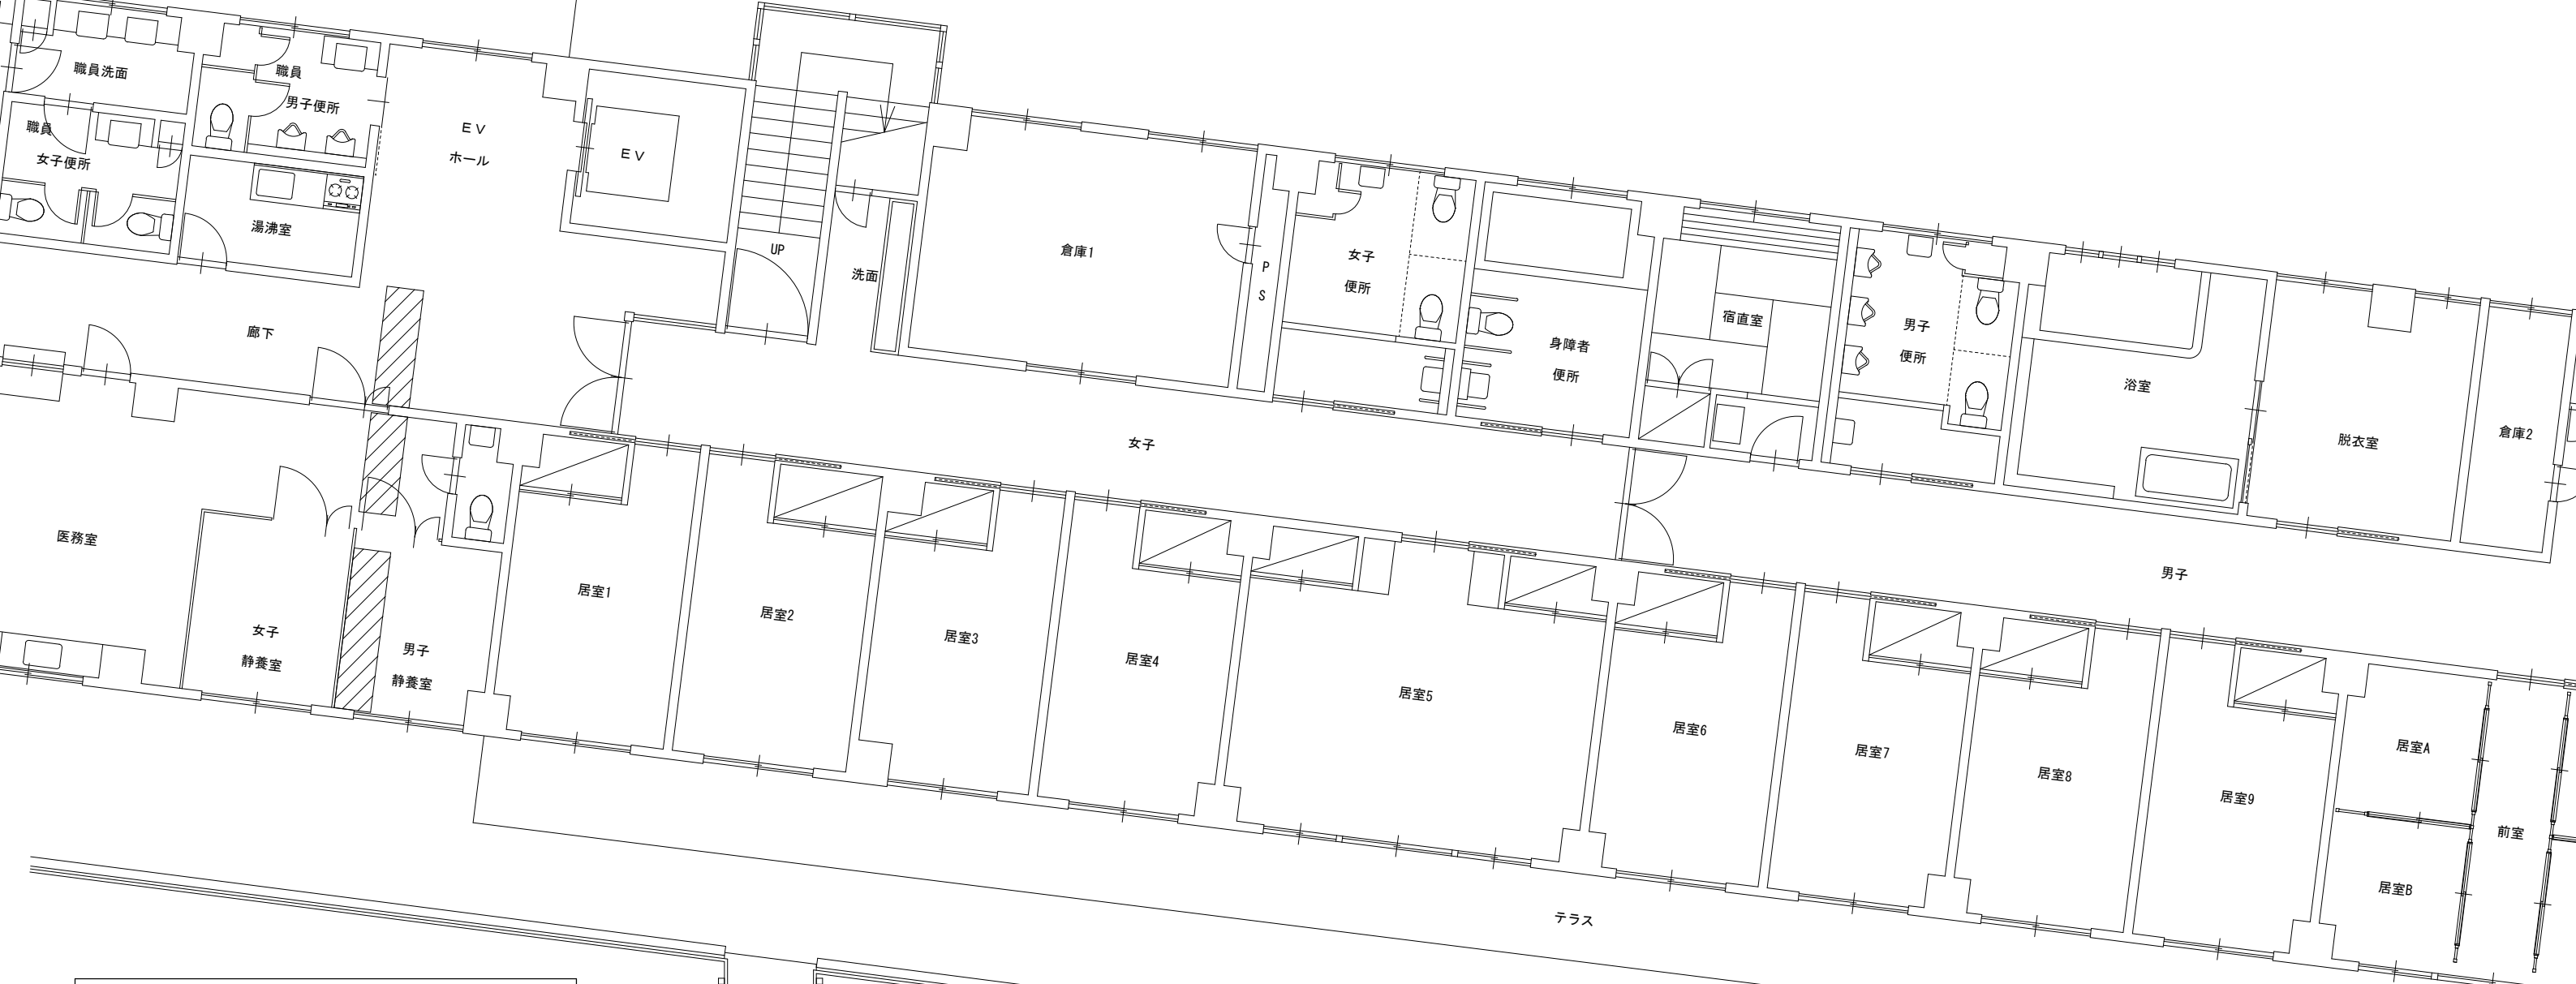 職員洗面
職員
男子便所
職員
女子便所
湯沸室
ＥＶ
ホール
ＥＶ
UP
洗面
倉庫1
P
S
女子
便所
身障者
便所
宿直室
男子
便所
浴室
脱衣室
倉庫2
廊下
女子
男子
医務室
女子
静養室
男子
静養室
居室1
居室2
居室3
居室4
居室5
居室6
居室7
居室8
居室9
居室A
居室B
前室
テラス